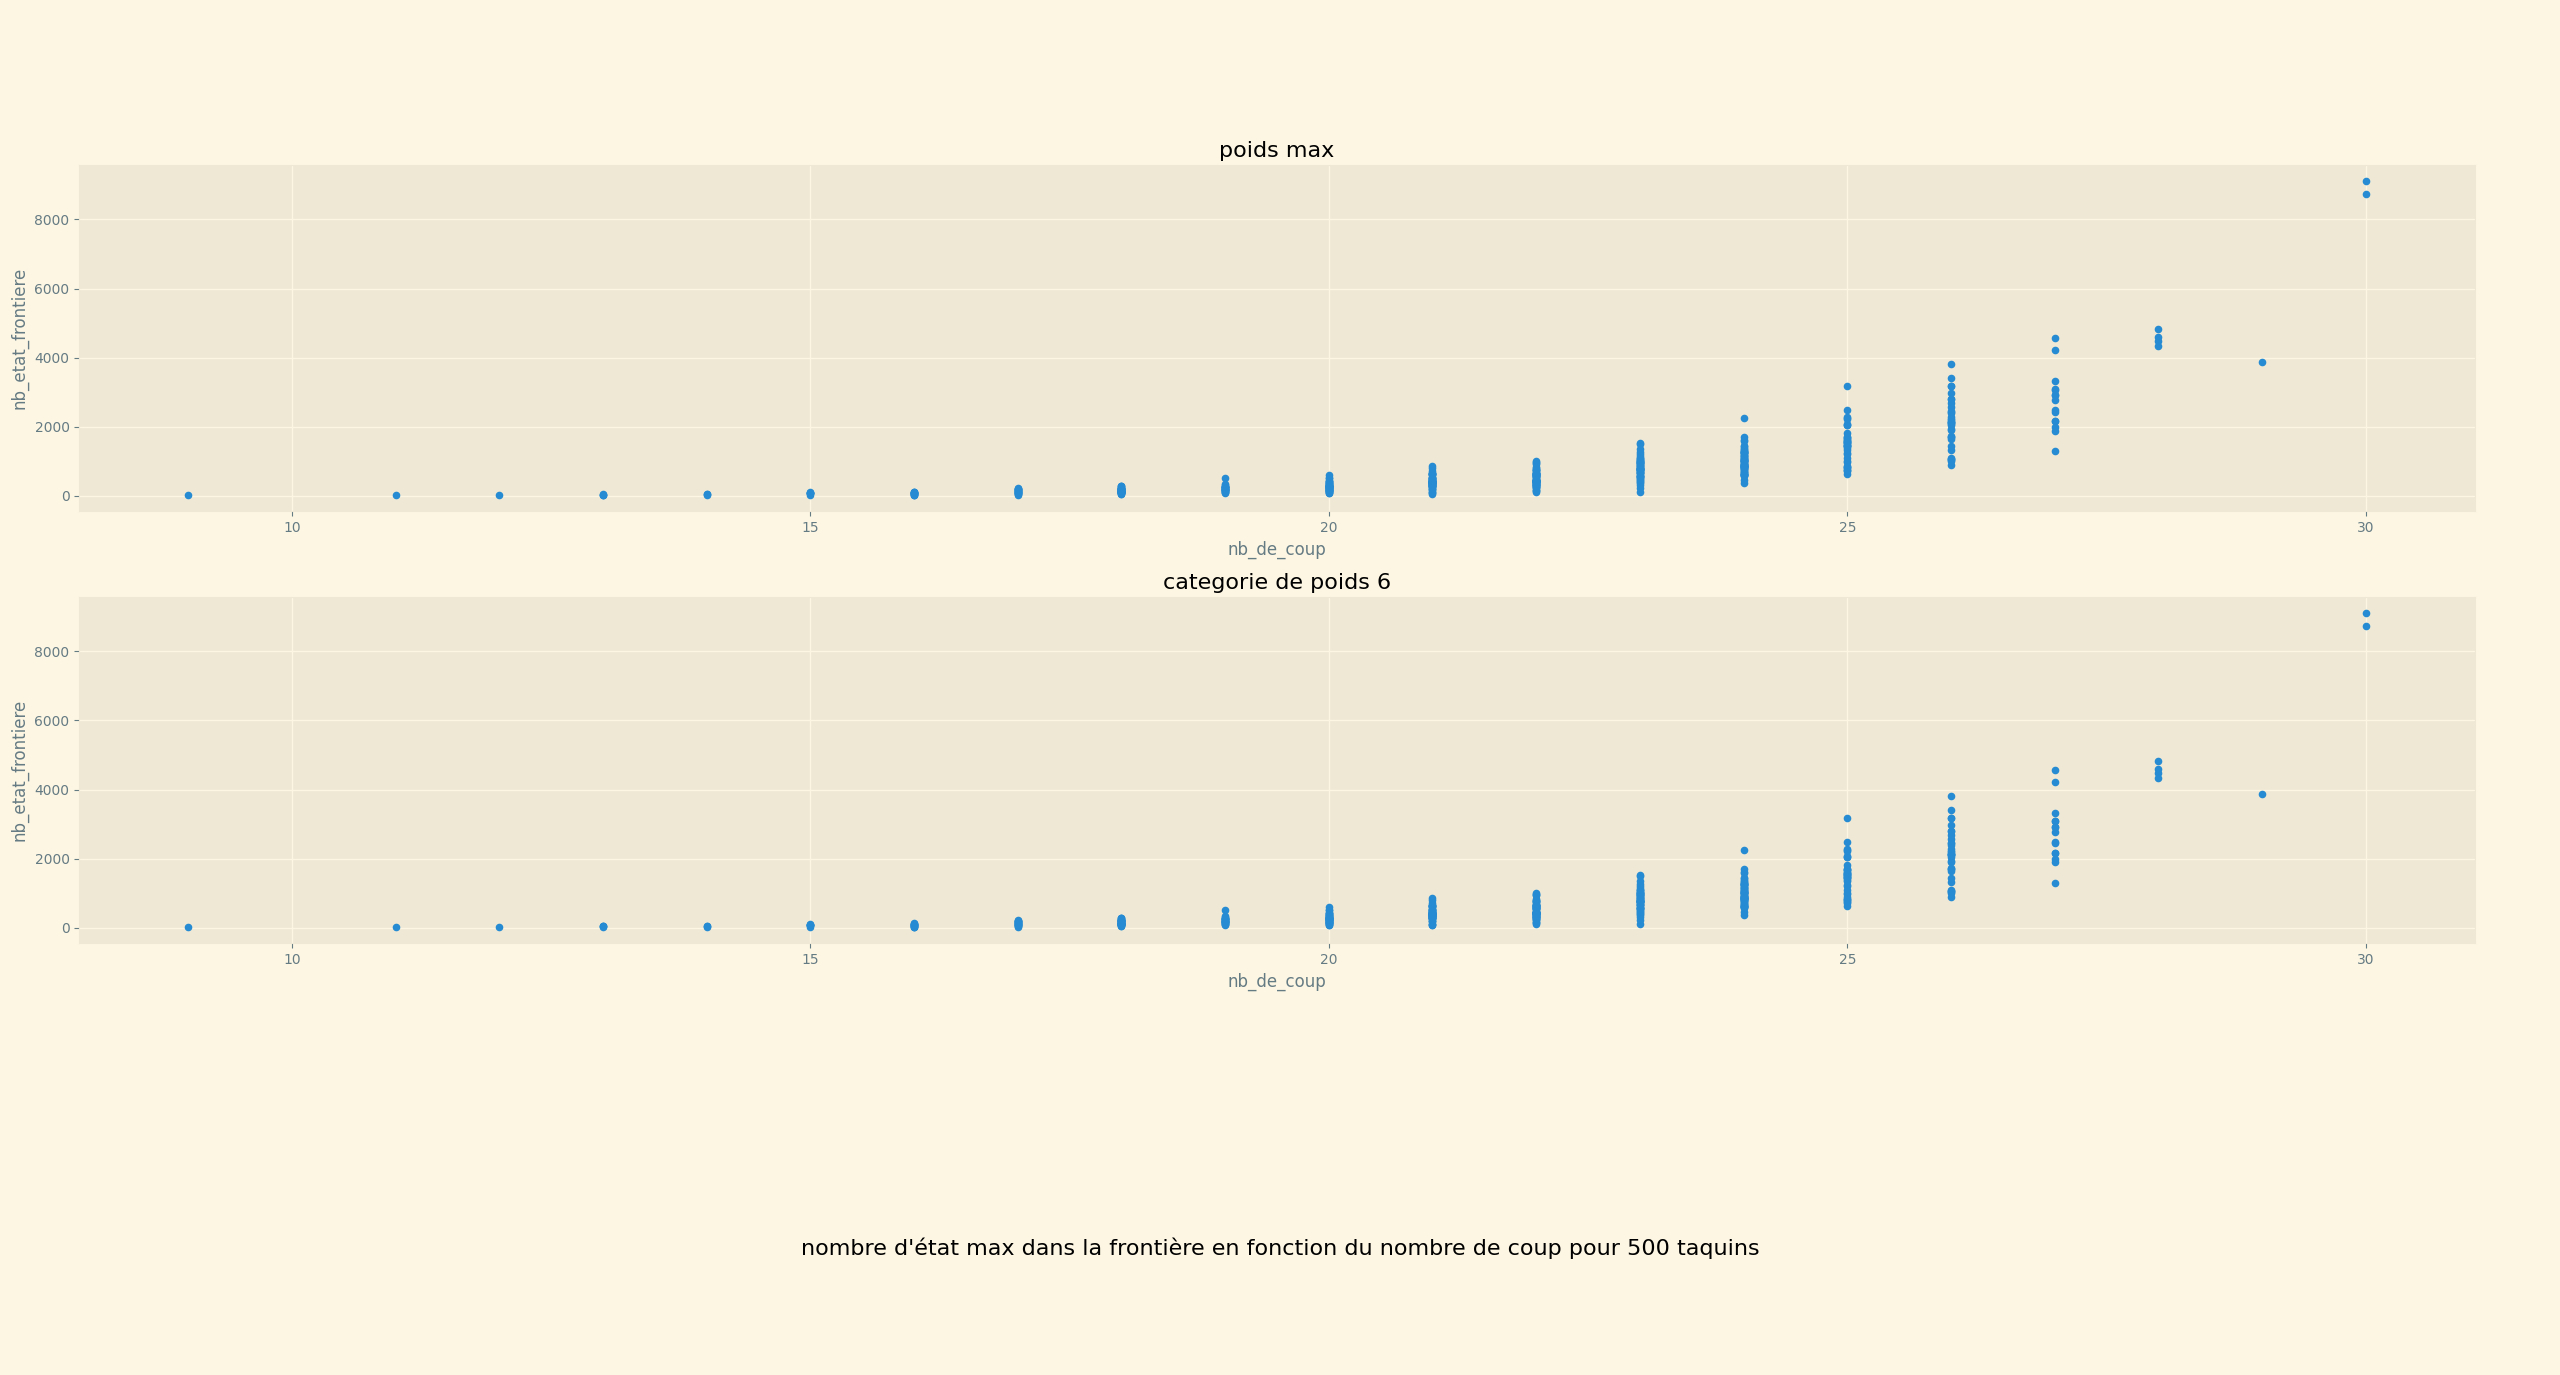 poids max
8000
6000
4000
2000
0
nb_etat_frontiere
10 15 20 25 30
nb_de_coup
categorie de poids 6
8000
6000
4000
2000
0
nb_etat_frontiere
10 15 20 25 30
nb_de_coup
nombre d'état max dans la frontière en fonction du nombre de coup pour 500 taquins